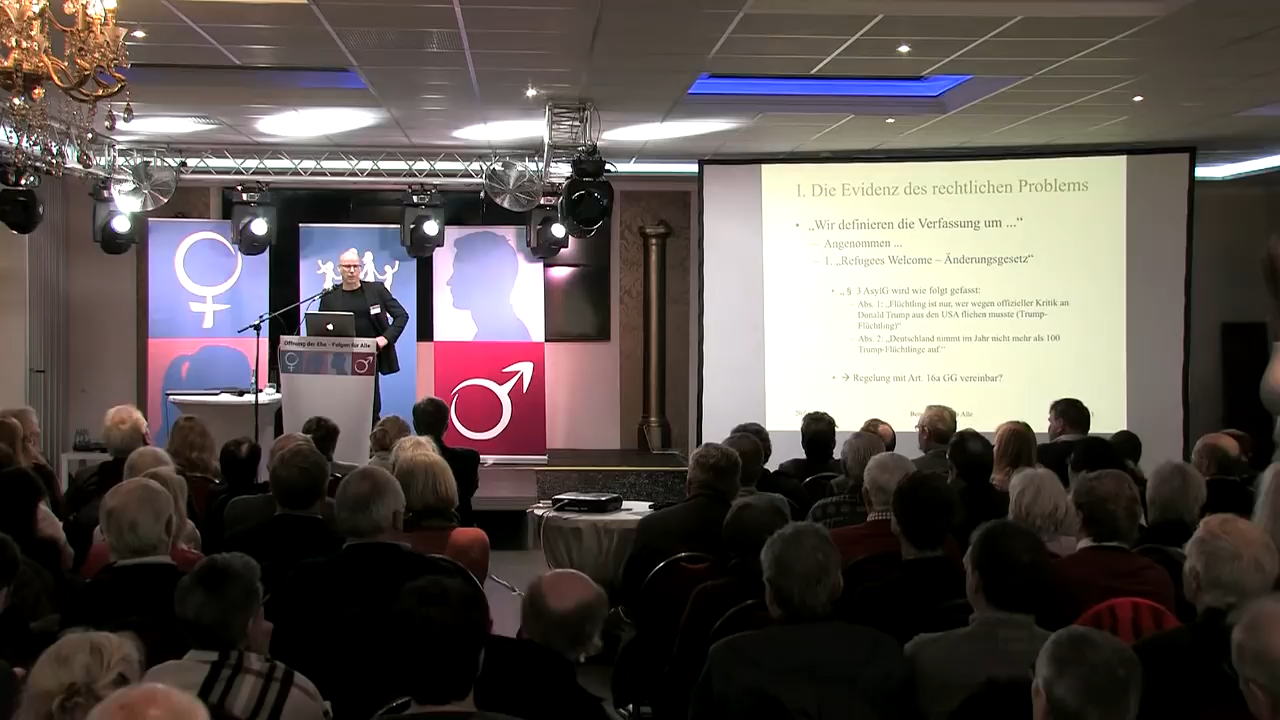 1. Die Evidenz des rechtlichen Problems
• „Wir definieren die Verfassung um ...“
– Angenommen ...
– 1. „Refugees Welcome – Änderungsgesetz“
• „§ 3 AsylG wird wie folgt gefasst:
– Abs. 1: „Flüchtling ist nur, wer wegen offizieller Kritik an
Donald Trump aus den USA fliehen musste (Trump-
Flüchtling)“
– Abs. 2: „Deutschland nimmt im Jahr nicht mehr als 100
Trump-Flüchtlinge auf.“
• → Regelung mit Art. 16a GG vereinbar?
Öffnung der Ehe - Folgen für Alle